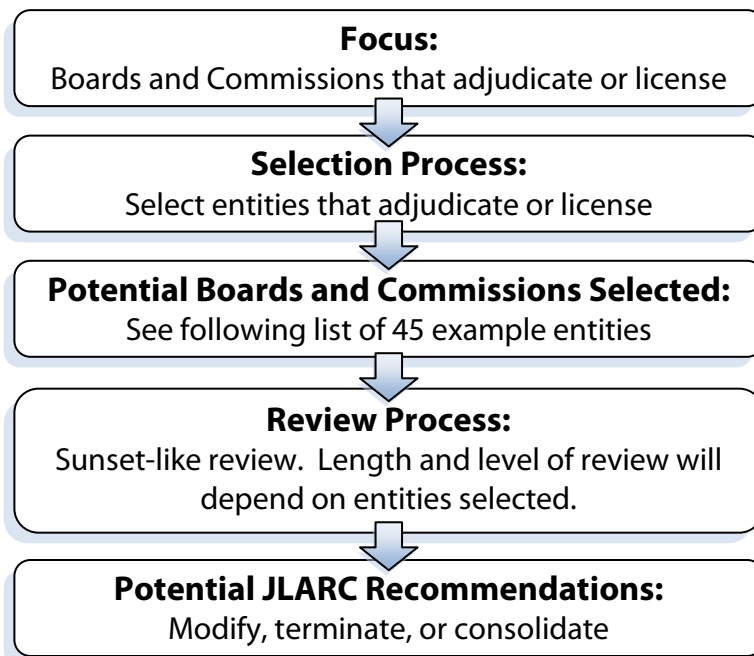 Focus:
Boards and Commissions that adjudicate or license
Selection Process:
Select entities that adjudicate or license
Potential Boards and Commissions Selected:
See following list of 45 example entities
Review Process:
Sunset-like review.  Length and level of review will
depend on entities selected.
Potential JLARC Recommendations:
Modify, terminate, or consolidate